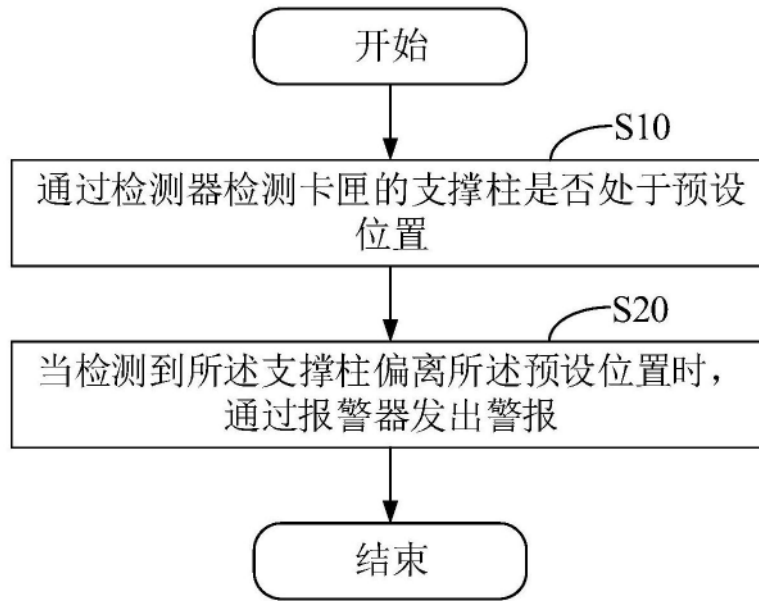 开始
S10
通过检测器检测卡匣的支撑柱是否处于预设
位置
S20
当检测到所述支撑柱偏离所述预设位置时，
通过报警器发出警报
结束